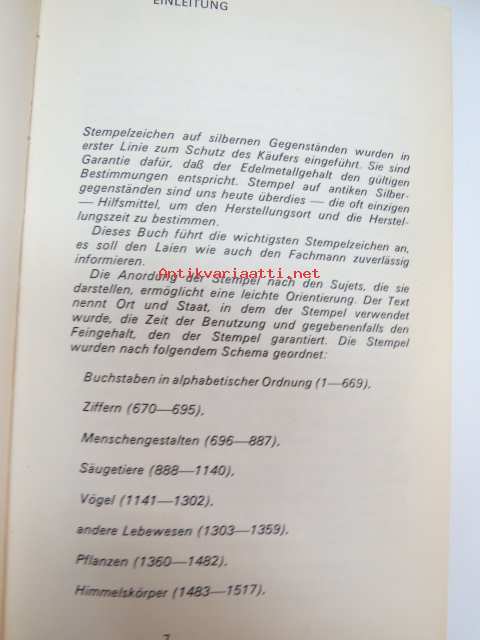 EINLEITUNG
Stempelzeichen auf silbernen Gegenständen wurden in
erster Linie zum Schutz des Käufers eingeführt. Sie sind
Garantie dafür, daß der Edelmetallgehalt den gültigen
Bestimmungen entspricht. Stempel auf antiken Silber-
gegenständen sind uns heute überdies — die oft einzigen
— Hilfsmittel, um den Herstellungsort und die Herstel-
lungszeit zu bestimmen.
Dieses Buch führt die wichtigsten Stempelzeichen an,
es soll den Laien wie auch den Fachmann zuverlässig
informieren.
Antikvariaatti.net
Die Anordung der Stempel nach den Sujets, die sie
darstellen, ermöglicht eine leichte Orientierung. Der Text
nennt Ort und Staat, in dem der Stempel verwendet
wurde, die Zeit der Benutzung und gegebenenfalls den
Feingehalt, den der Stempel garantiert. Die Stempel
wurden nach folgendem Schema geordnet:
Buchstaben in alphabetischer Ordnung (1—669).
Ziffern (670—695).
Menschengestalten (696—887).
Säugetiere (888—1140).
Vögel (1141—1302).
andere Lebewesen (1303—1359).
Pflanzen (1360—1482).
Himmelskörper (1483—1517).
7